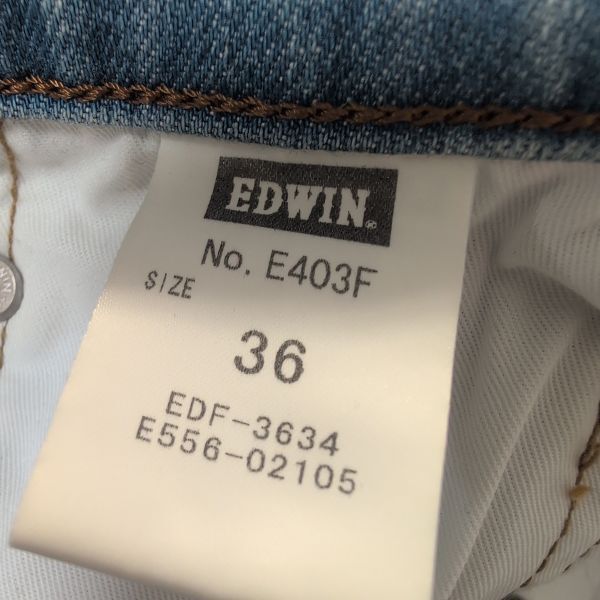 EDWIN®
No. E403F
SIZE
36
EDF-3634
E556-02105